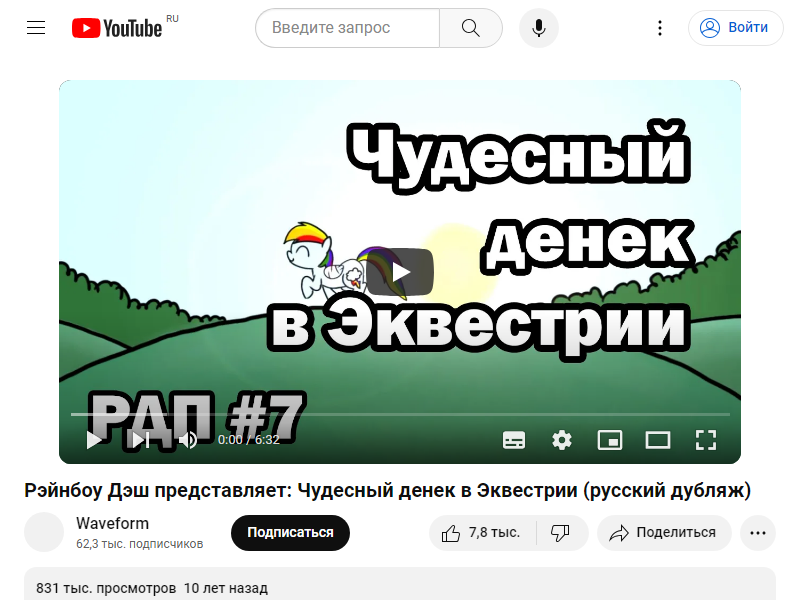 YouTube RU
Введите запрос
Войти
Чудесный
денек
в Эквестрии
РДП #7
0:00 / 6:32
Рэйнбоу Дэш представляет: Чудесный денек в Эквестрии (русский дубляж)
Waveform
62,3 тыс. подписчиков
Подписаться
7,8 тыс.
Поделиться
831 тыс. просмотров 10 лет назад